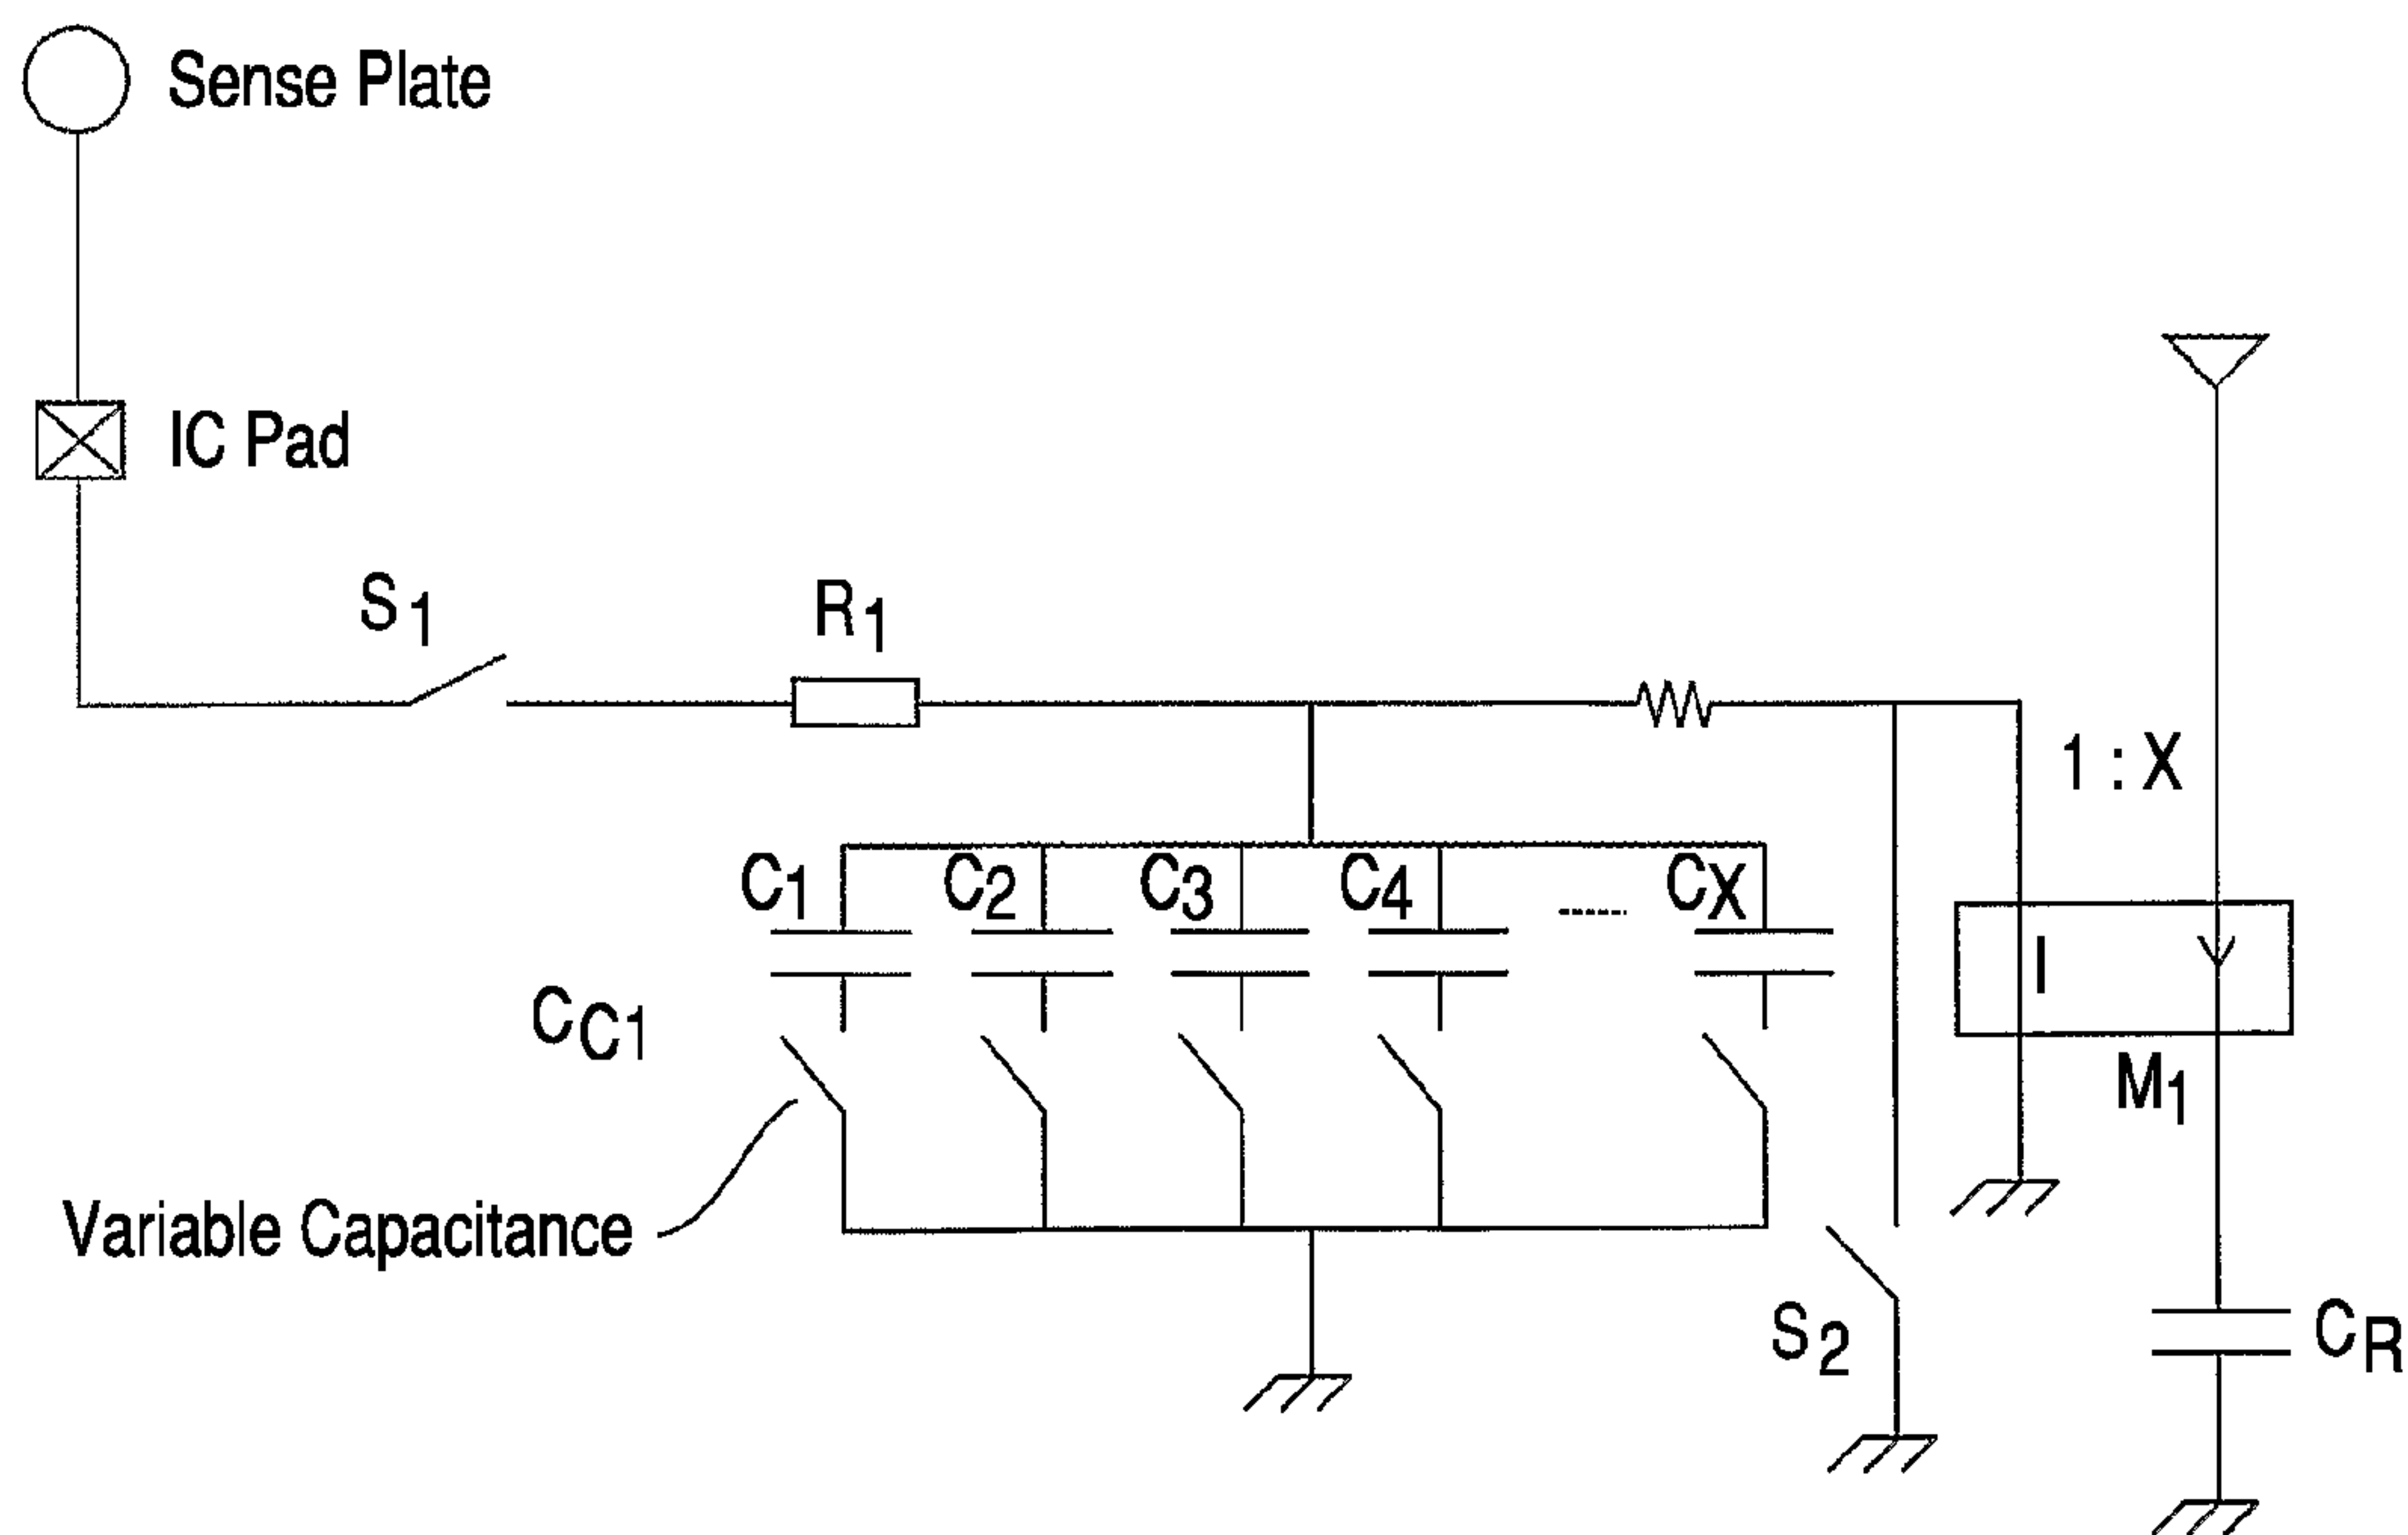 Sense Plate
IC Pad
S1
R1
1 : X
C1 C2 C3 C4 ----- CX
CC1
I
M1
Variable Capacitance
S2
CR